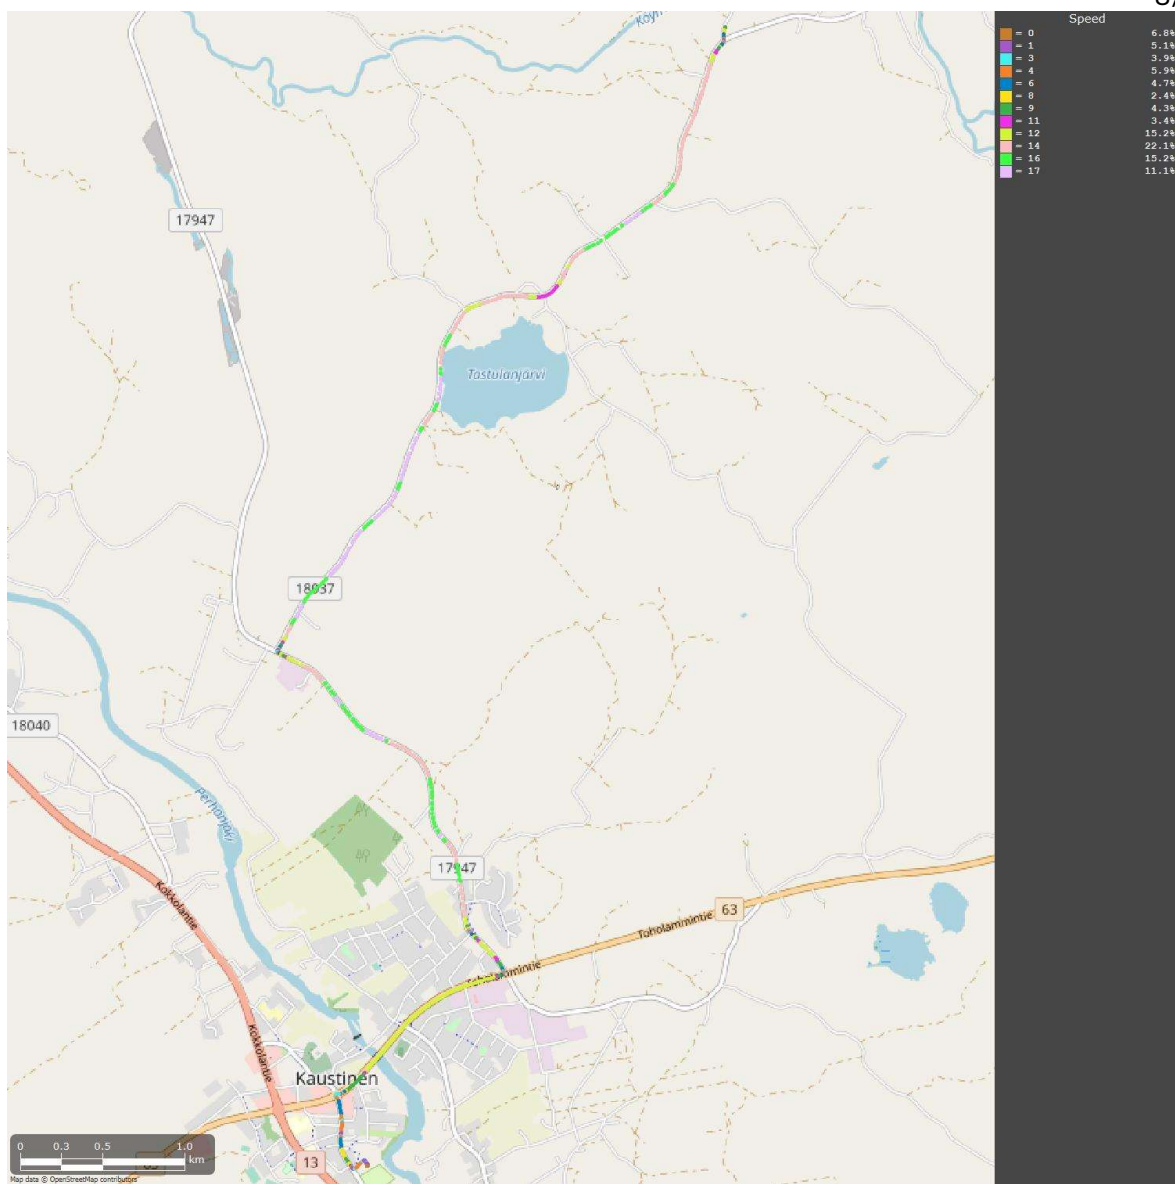 Speed
= 0 6.8%
= 1 5.1%
= 3 3.9%
= 4 5.9%
= 6 4.7%
= 8 2.4%
= 9 4.3%
= 11 3.4%
= 12 15.2%
= 14 22.1%
= 16 15.2%
= 17 11.1%
17947
Tastulanjärvi
18037
18040
Perhonjoki
17947
Kokkolantie
63
Toholammintie
Toholammintie
Kokkolantie
Kaustinen
0 0.3 0.5 1.0
km
63
13
Map data © OpenStreetMap contributors